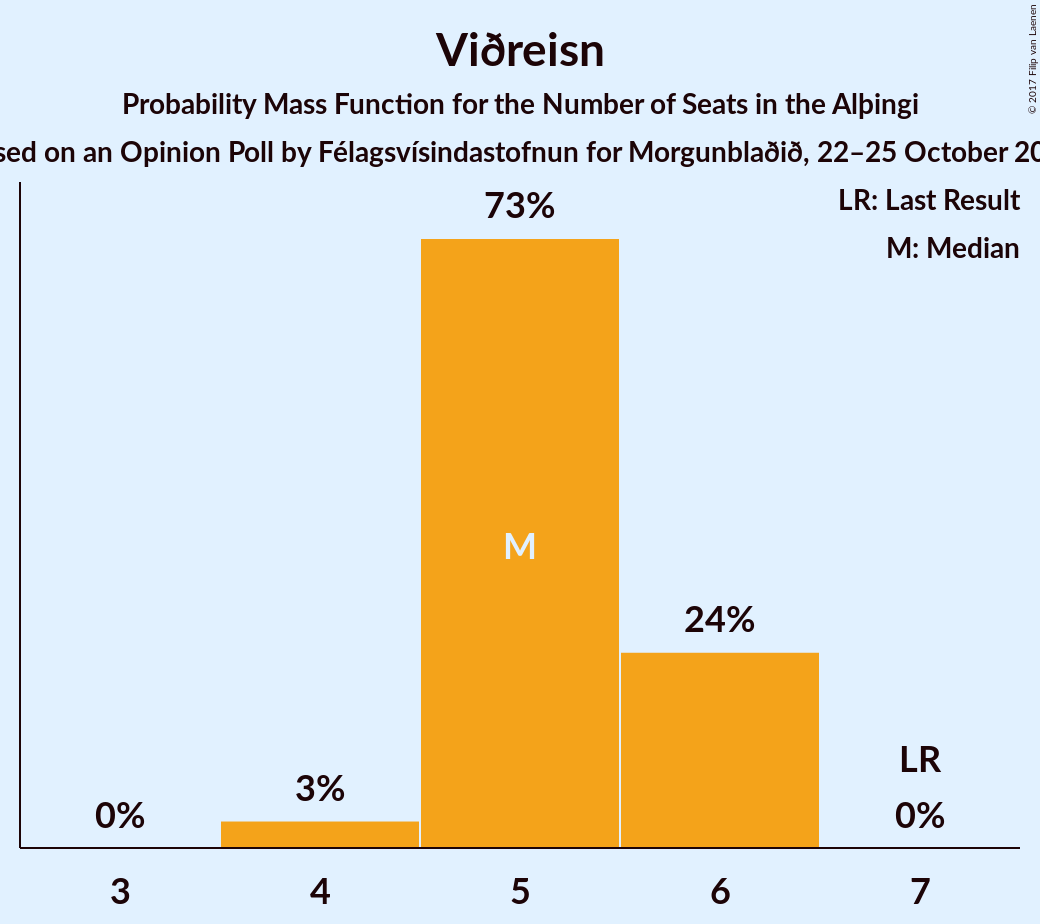 Viðreisn
Probability Mass Function for the Number of Seats in the Alþingi
on an Opinion Poll by Félagsvísindastofnun for Morgunblaðið, 22–25 October
LR: Last Result
M: Median
73%
M
24%
LR
3%
0%
0%
3
4
5
6
7
© 2017 Filip van Laenen